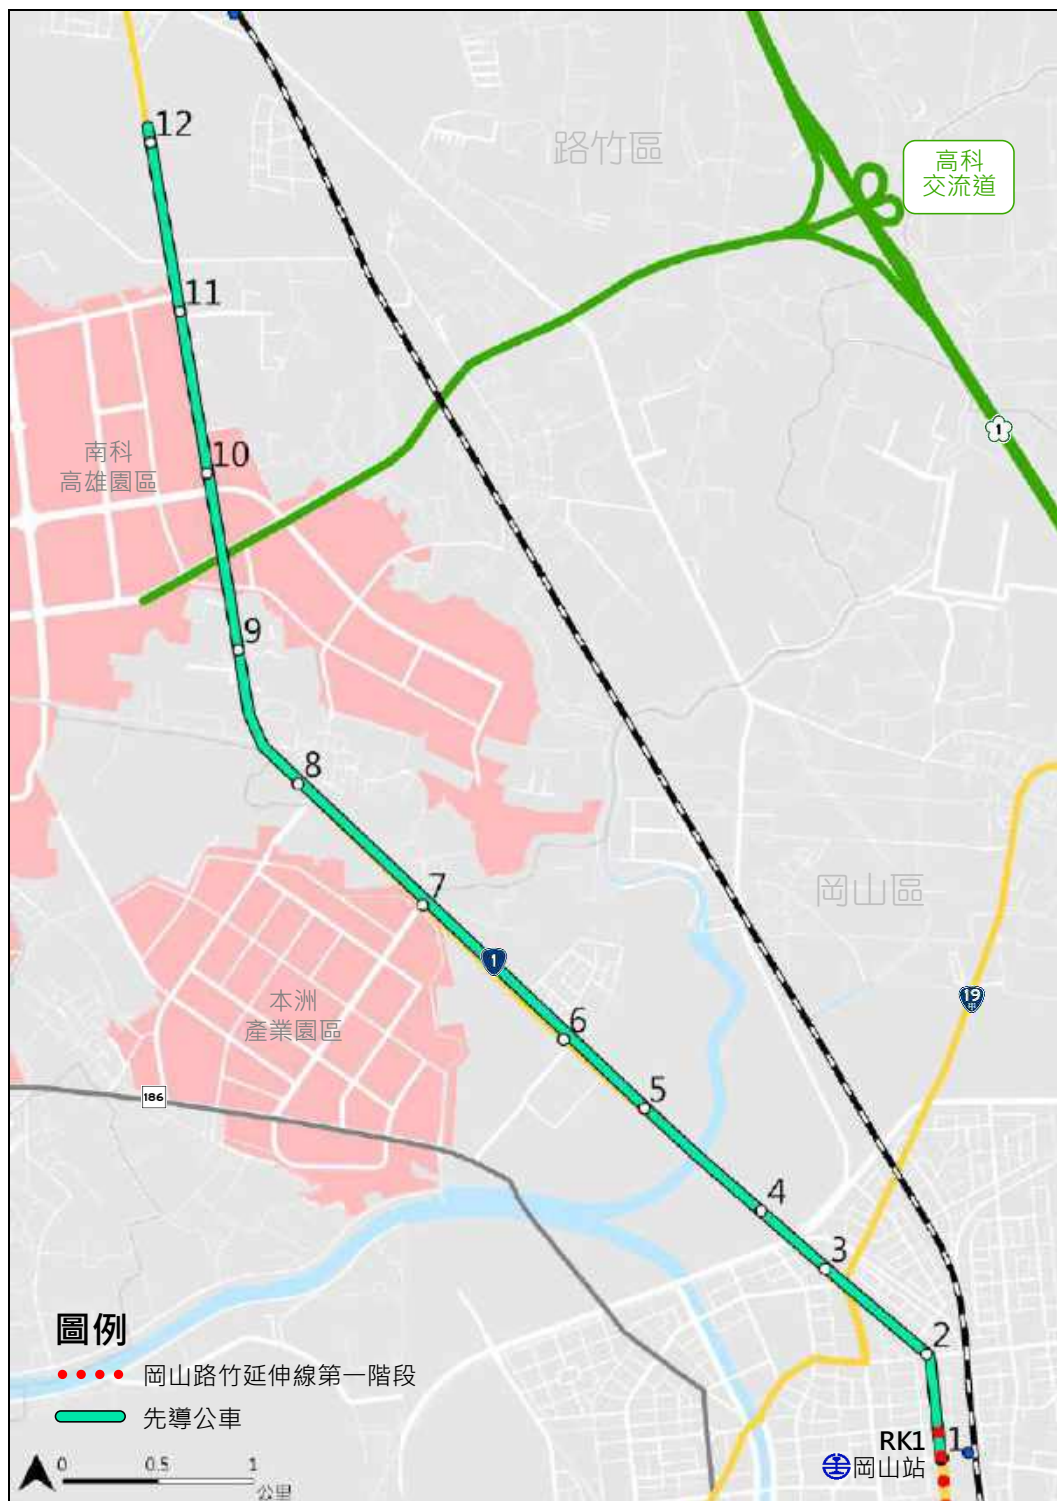 12
路竹區
高科
交流道
11
1
南科
高雄園區
10
9
8
岡山區
7
1
19
甲
本洲
產業園區
6
5
186
4
3
2
圖例
岡山路竹延伸線第一階段
先導公車
RK1
1
岡山站
0
0.5
1
公里